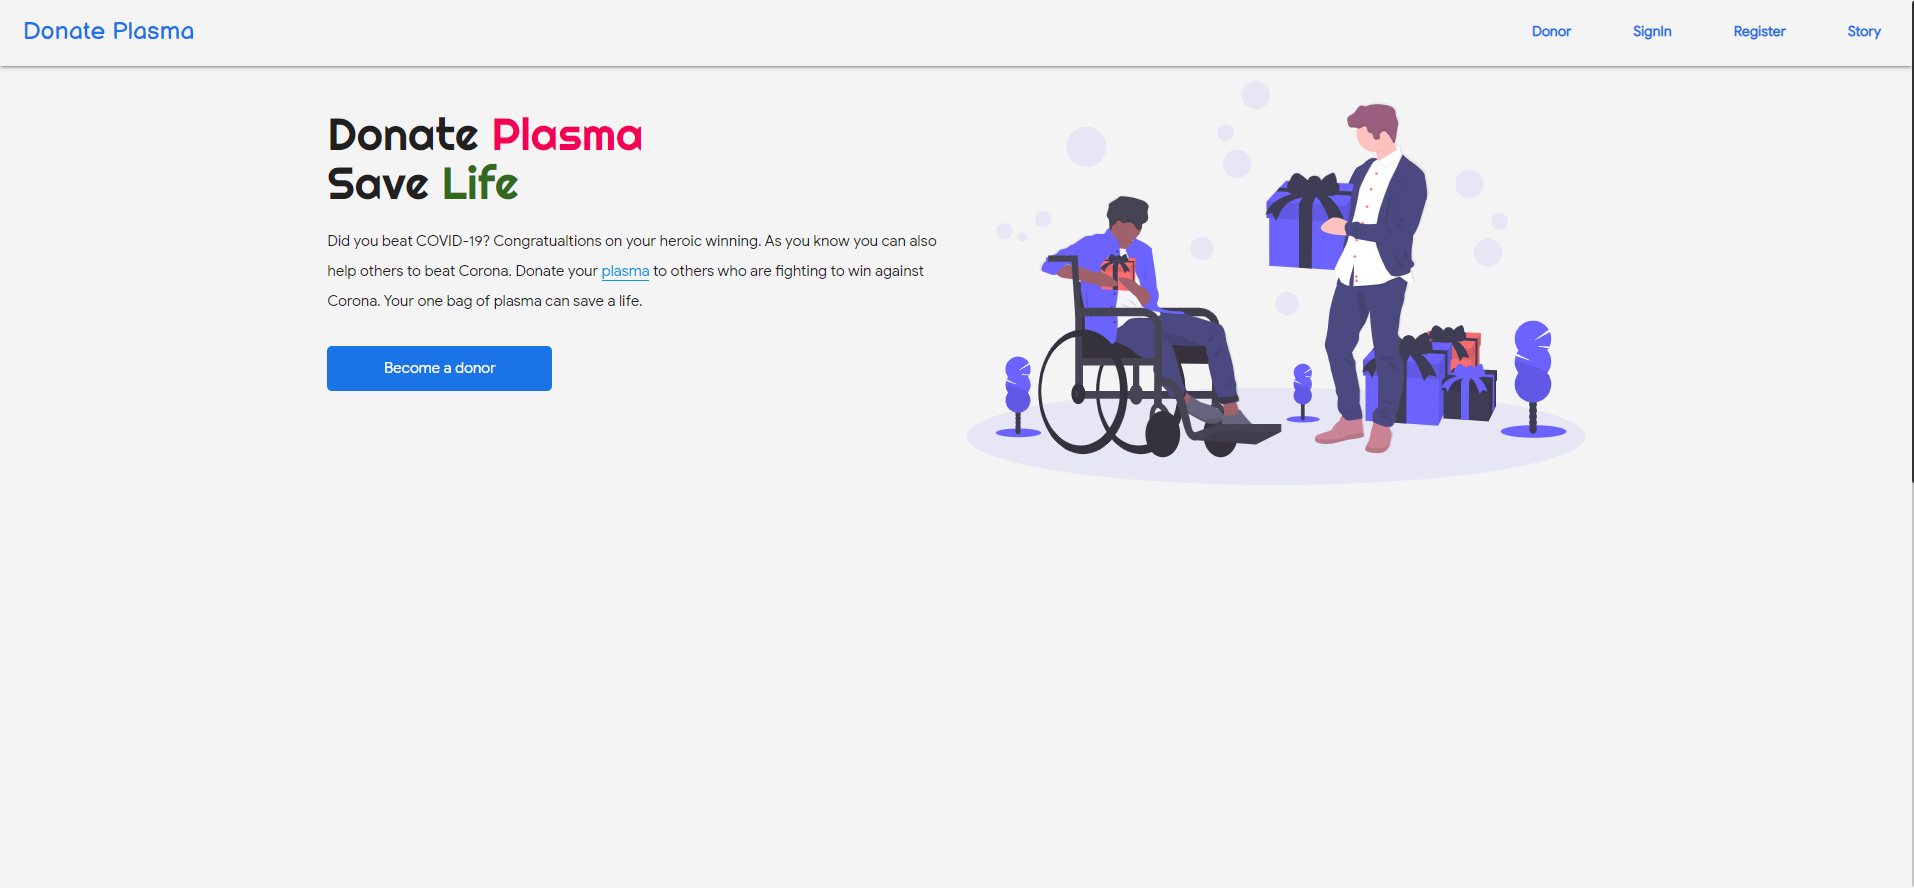 Donate Plasma
Donor SignIn Register Story
Donate Plasma
Save Life
Did you beat COVID-19? Congratualtions on your heroic winning. As you know you can also
help others to beat Corona. Donate your plasma to others who are fighting to win against
Corona. Your one bag of plasma can save a life.
Become a donor